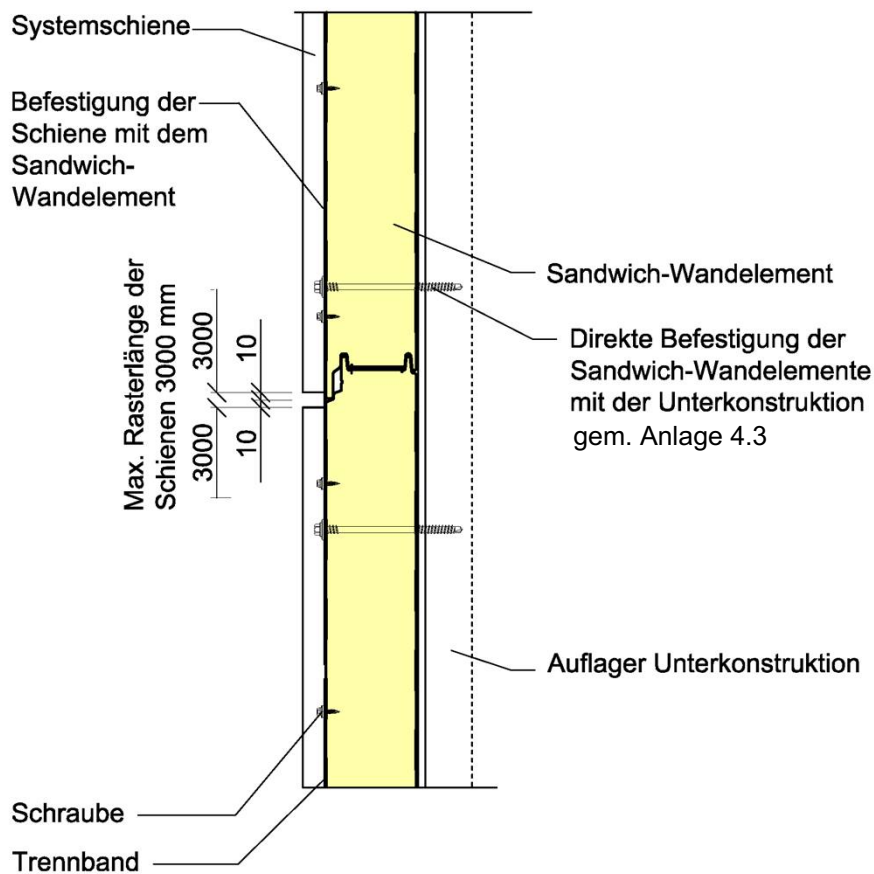 Systemschiene
Befestigung der
Schiene mit dem
Sandwich-
Wandelement
Max. Rasterlänge der
Schienen 3000 mm
3000
10
3000
10
Sandwich-Wandelement
Direkte Befestigung der
Sandwich-Wandelemente
mit der Unterkonstruktion
gem. Anlage 4.3
Auflager Unterkonstruktion
Schraube
Trennband